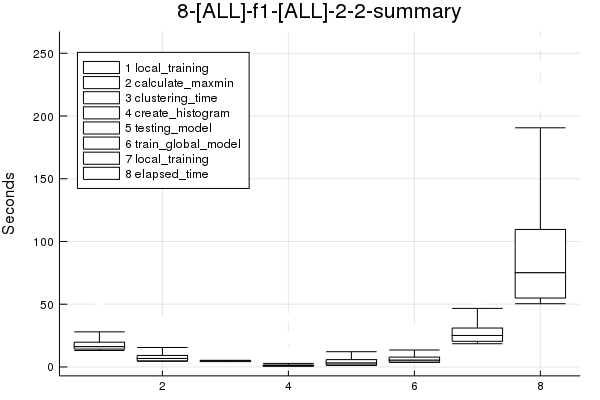 8-[ALL]-f1-[ALL]-2-2-summary
250
200
150
100
50
0
Seconds
1 local_training
2 calculate_maxmin
3 clustering_time
4 create_histogram
5 testing_model
6 train_global_model
7 local_training
8 elapsed_time
2
4
6
8